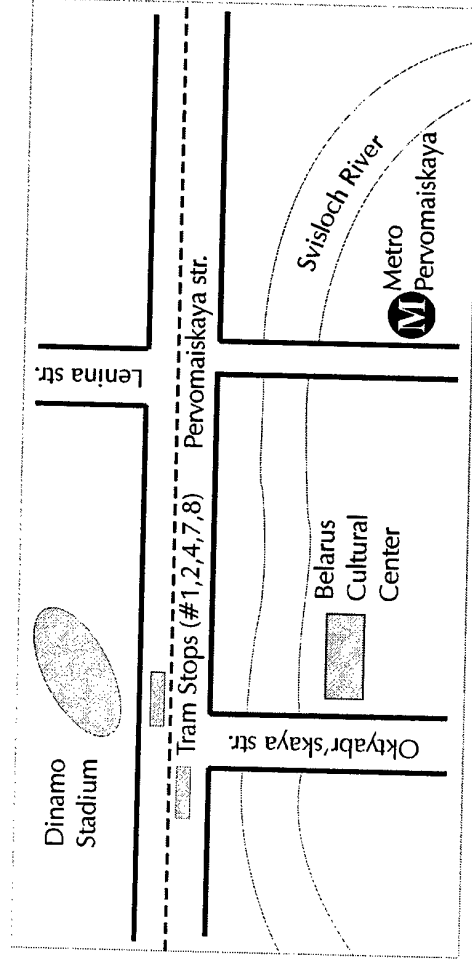 Dinamo
Stadium
Lenina str.
Tram Stops (#1,2,4,7,8)
Pervomaiskaya str.
Svisloch River
Oktyabr'skaya str.
Belarus
Cultural
Center
M
Metro
Pervomaiskaya